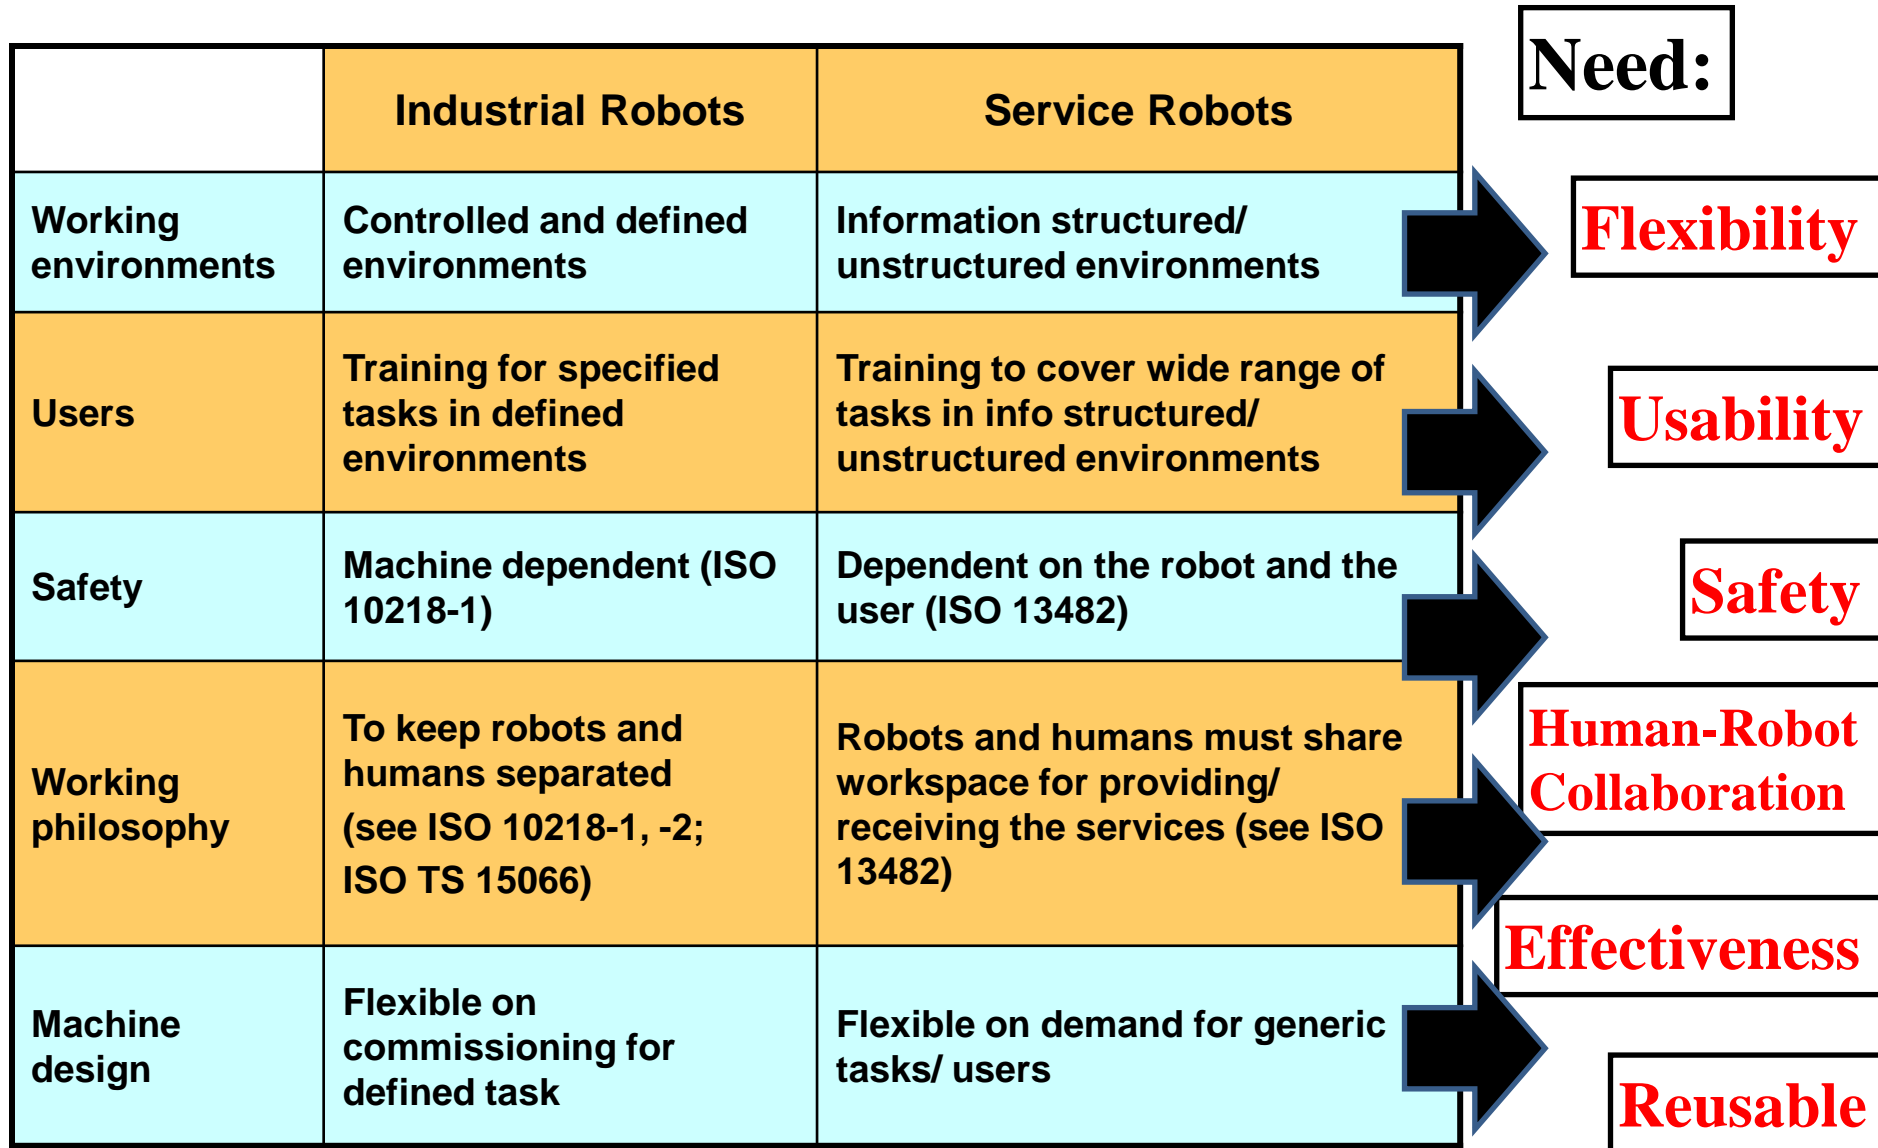 Need:
Industrial Robots
Service Robots
Working
environments
Controlled and defined
environments
Information structured/
unstructured environments
Flexibility
Users
Training for specified
tasks in defined
environments
Training to cover wide range of
tasks in info structured/
unstructured environments
Usability
Safety
Machine dependent (ISO
10218-1)
Dependent on the robot and the
user (ISO 13482)
Safety
Working
philosophy
To keep robots and
humans separated
(see ISO 10218-1, -2;
ISO TS 15066)
Robots and humans must share
workspace for providing/
receiving the services (see ISO
13482)
Human-Robot
Collaboration
Effectiveness
Machine
design
Flexible on
commissioning for
defined task
Flexible on demand for generic
tasks/ users
Reusable